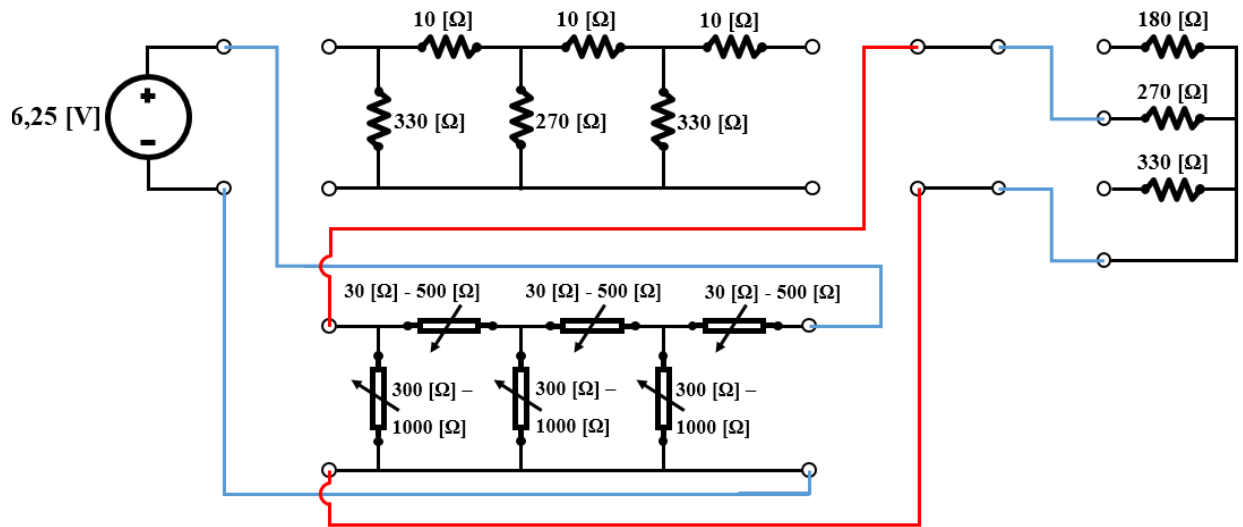 10 [Ω] 10 [Ω] 10 [Ω] 180 [Ω]
6,25 [V] + 330 [Ω] 270 [Ω] 330 [Ω] 270 [Ω]
–
330 [Ω]
30 [Ω] - 500 [Ω] 30 [Ω] - 500 [Ω] 30 [Ω] - 500 [Ω]
300 [Ω] – 300 [Ω] – 300 [Ω] –
1000 [Ω] 1000 [Ω] 1000 [Ω]